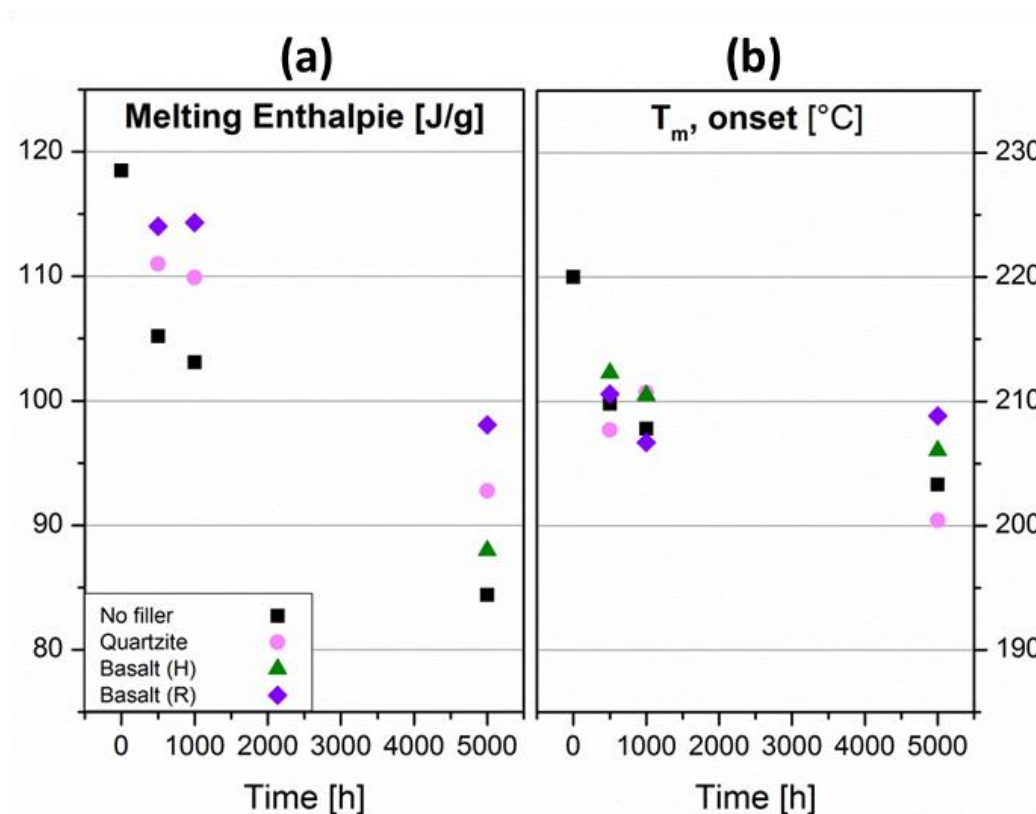 (a)
(b)
Melting Enthalpie [J/g]
Tm, onset [°C]
120
110
100
90
80
230
220
210
200
190
No filler
Quartzite
Basalt (H)
Basalt (R)
0 1000 2000 3000 4000 5000
0 1000 2000 3000 4000 5000
Time [h]
Time [h]